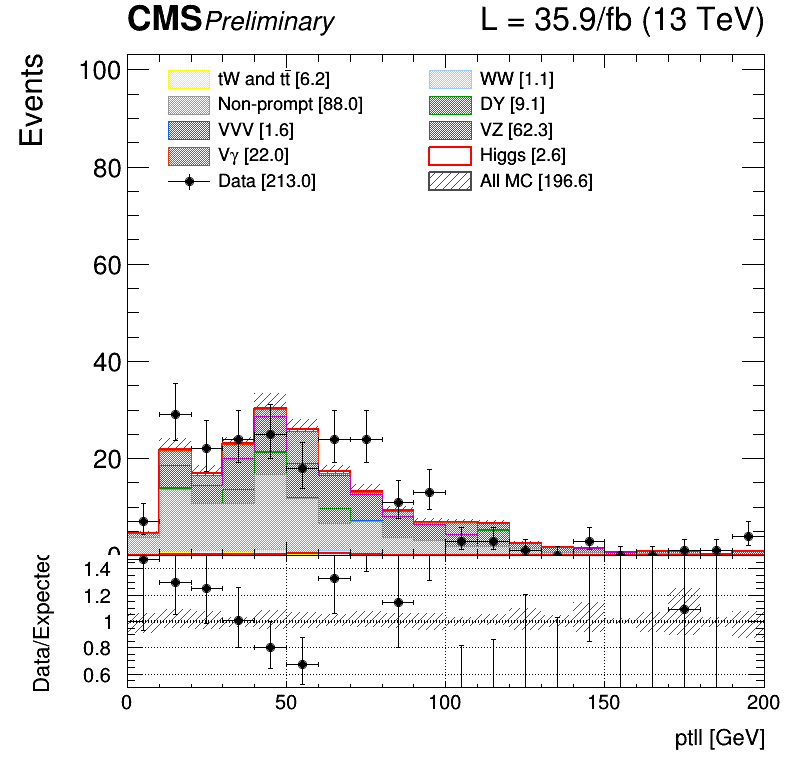 CMS Preliminary L = 35.9/fb (13 TeV)
Events
100
80
60
40
20
0
tW and tt̄ [6.2]
Non-prompt [88.0]
VVV [1.6]
Vγ [22.0]
Data [213.0]
WW [1.1]
DY [9.1]
VZ [62.3]
Higgs [2.6]
All MC [196.6]
Data/Expected
1.4
1.2
1
0.8
0.6
0 50 100 150 200
ptll [GeV]